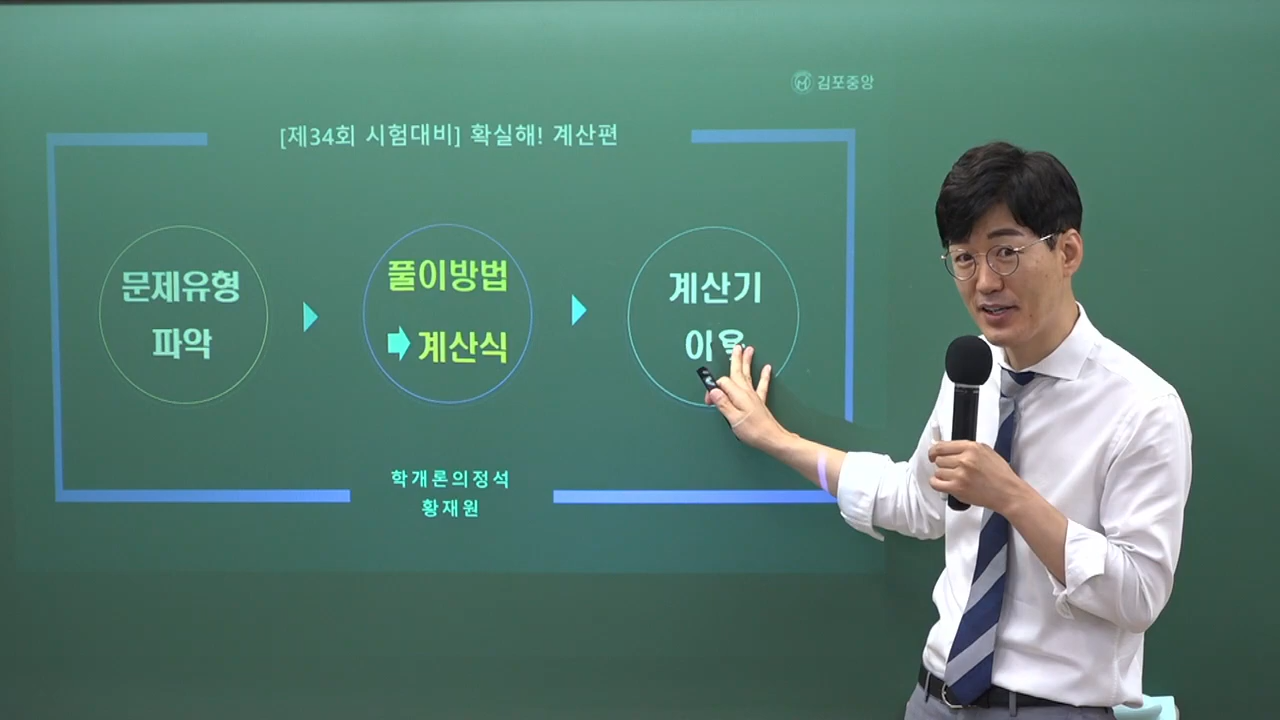 김포중앙
[제34회 시험대비] 확실해! 계산편
문제유형
파악
풀이방법
계산식
계산기
이용
학개론의정석
황재원